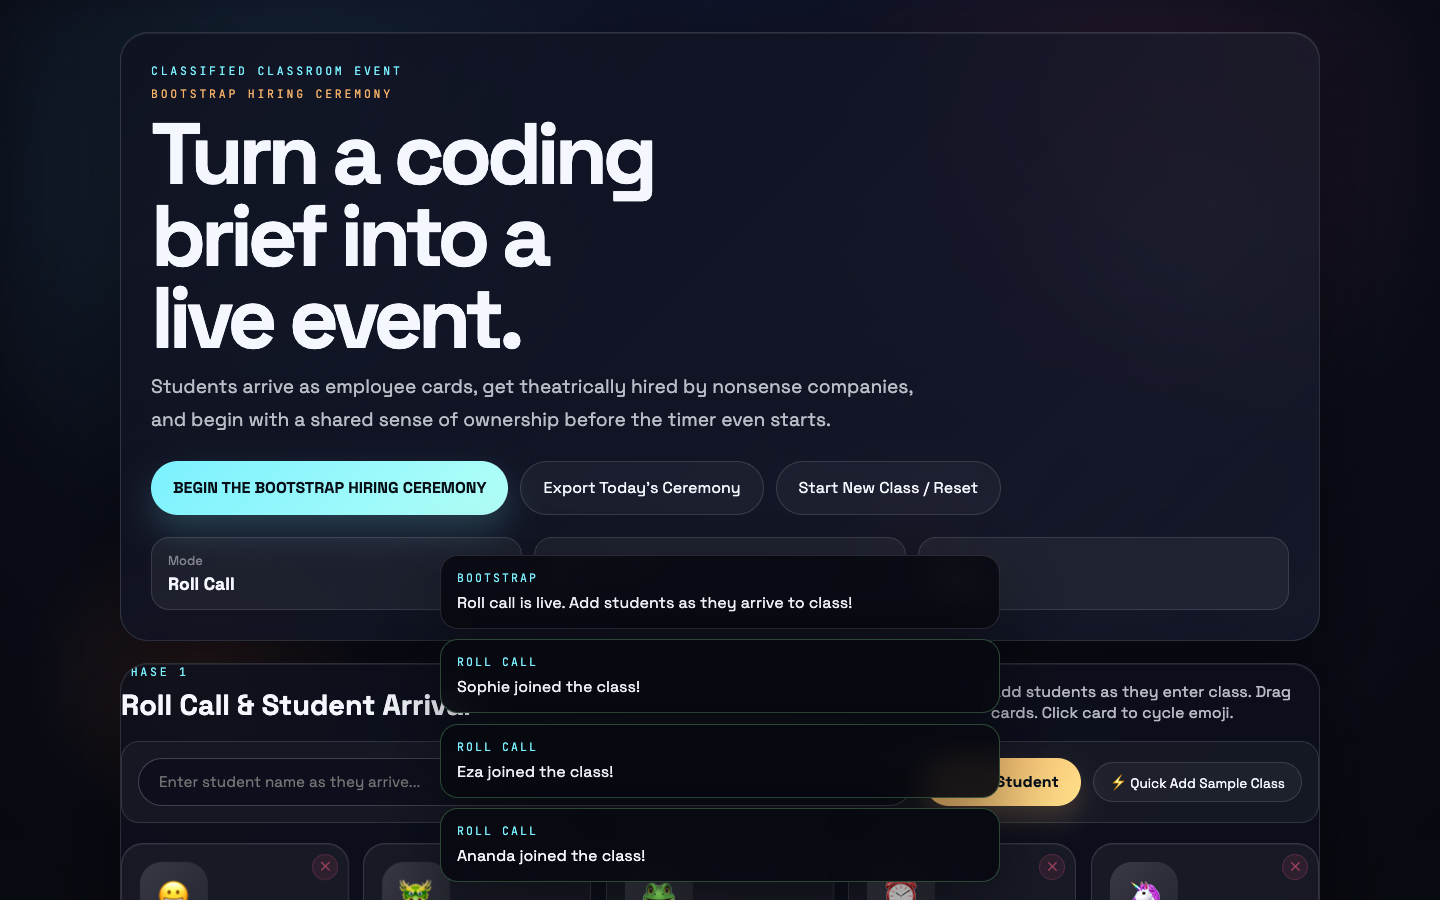 CLASSIFIED CLASSROOM EVENT
BOOTSTRAP HIRING CEREMONY
Turn a coding
brief into a
live event.
Students arrive as employee cards, get theatrically hired by nonsense companies,
and begin with a shared sense of ownership before the timer even starts.
BEGIN THE BOOTSTRAP HIRING CEREMONY
Export Today's Ceremony
Start New Class / Reset
Mode
Roll Call
BOOTSTRAP
Roll call is live. Add students as they arrive to class!
ROLL CALL
Sophie joined the class!
ROLL CALL
Eza joined the class!
ROLL CALL
Ananda joined the class!
HASE 1
Roll Call & Student Arrival
dd students as they enter class. Drag
cards. Click card to cycle emoji.
Enter student name as they arrive...
Student
⚡ Quick Add Sample Class